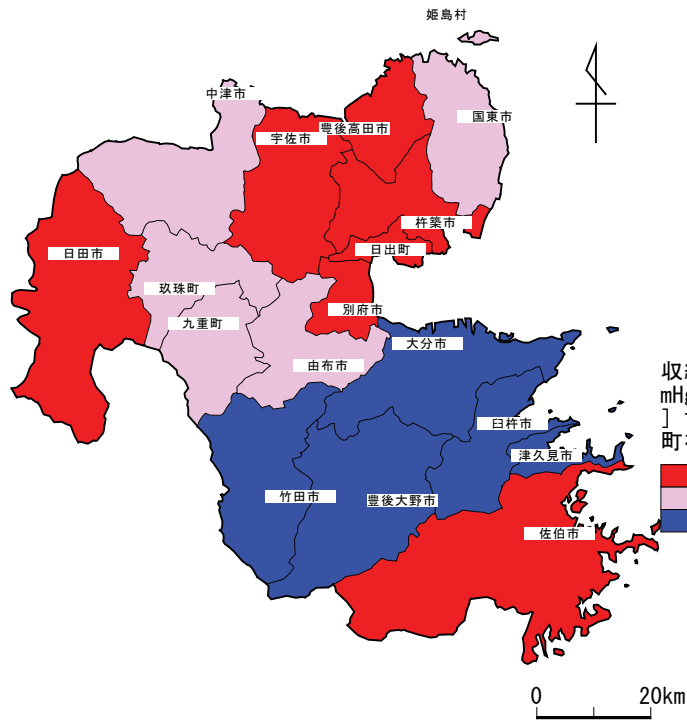 姫島村
中津市
国東市
豊後高田市
宇佐市
杵築市
日田市
日出町
玖珠町
別府市
九重町
大分市
由布市
収
mHg
]
町
臼杵市
津久見市
竹田市
豊後大野市
佐伯市
0 20km